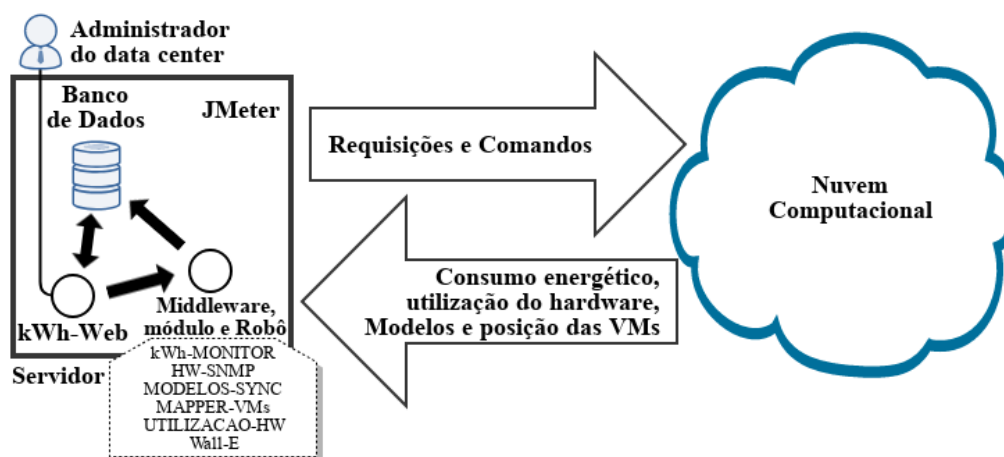 Administrador
do data center
Banco
de Dados
JMeter
kWh-Web
Middleware,
módulo e Robô
Servidor
kWh-MONITOR
HW-SNMP
MODELOS-SYNC
MAPPER-VMs
UTILIZACAO-HW
Wall-E
Requisições e Comandos
Consumo energético,
utilização do hardware,
Modelos e posição das VMs
Nuvem
Computacional